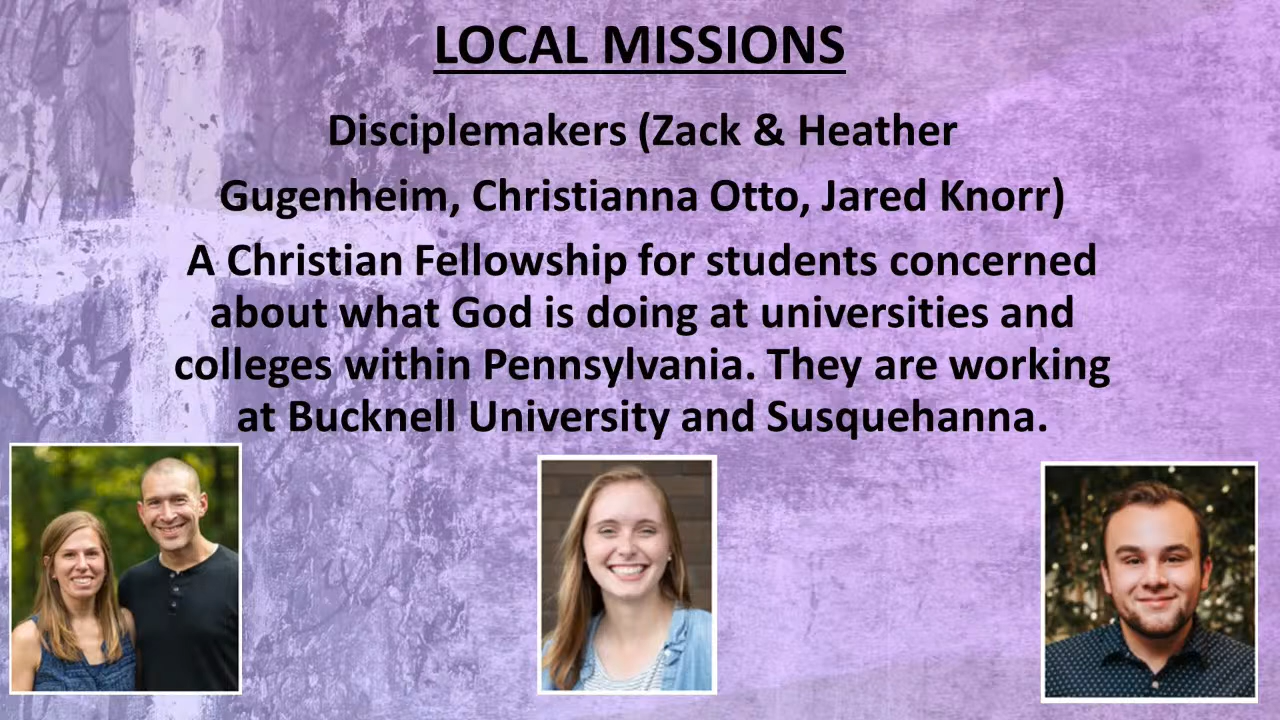 LOCAL MISSIONS
Disciplemakers (Zack & Heather
Gugenheim, Christianna Otto, Jared Knorr)
A Christian Fellowship for students concerned
about what God is doing at universities and
colleges within Pennsylvania. They are working
at Bucknell University and Susquehanna.